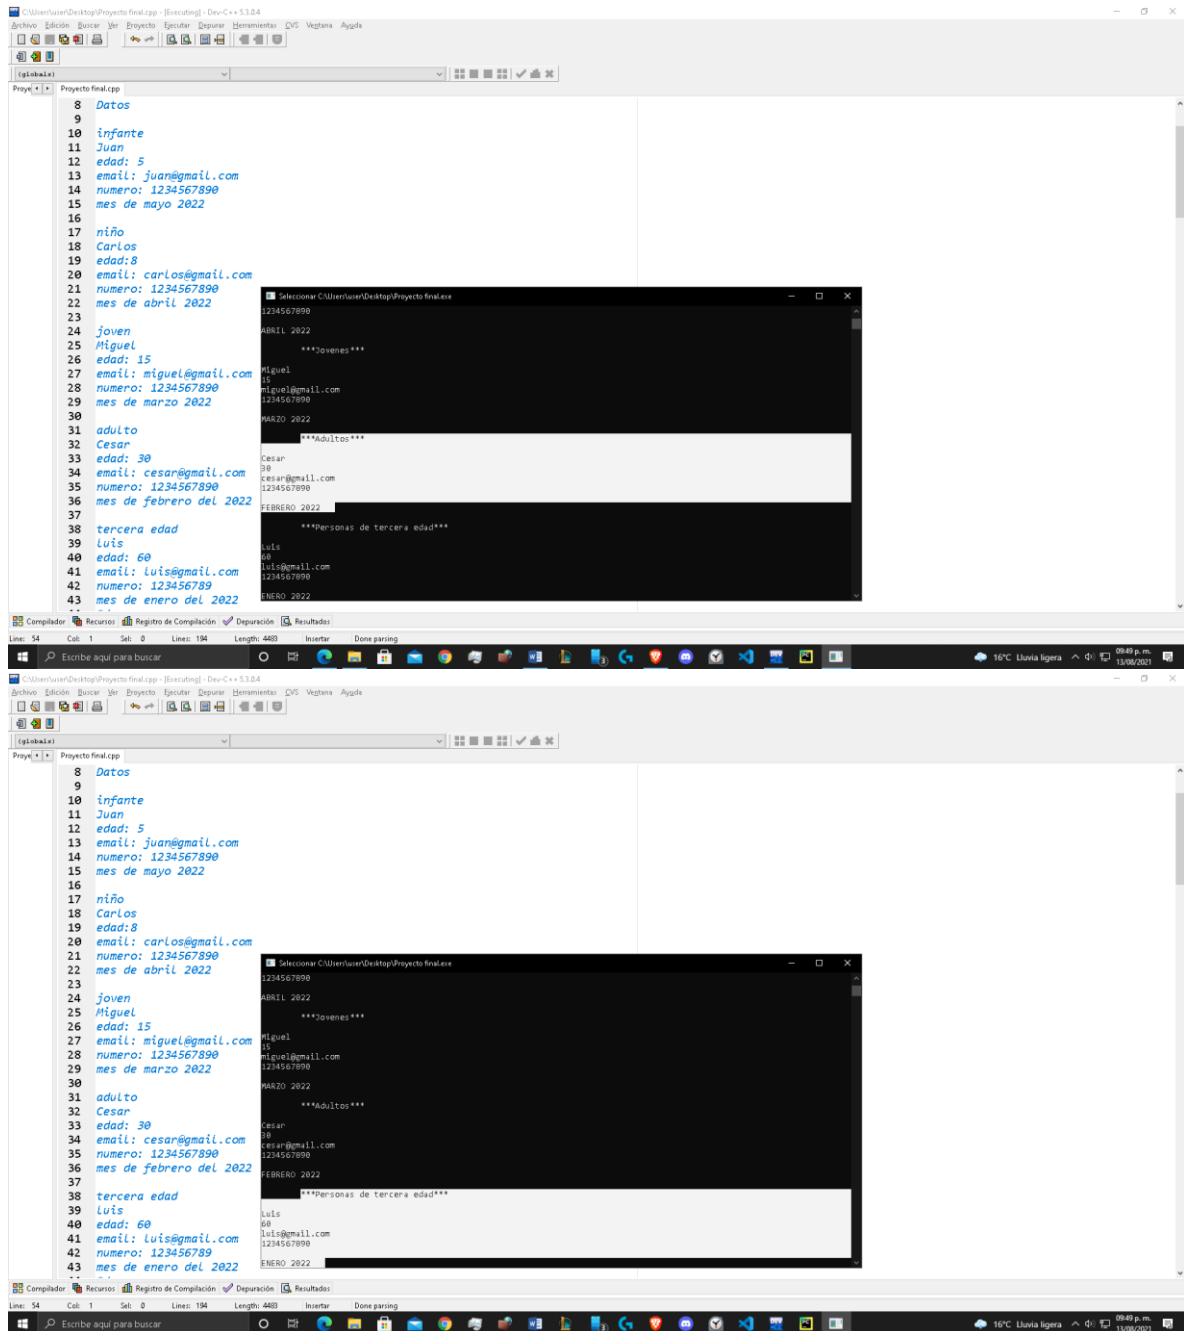 C:\Users\user\Desktop\Proyecto final.cpp - [Executing] - Dev-C++ 5.3.0.4
Archivo Edición Buscar Ver Proyecto Ejecutar Depurar Herramientas CVS Ventana Ayuda
(globals)
Proye Proyecto final.cpp
8 Datos
9
10 infante
11 Juan
12 edad: 5
13 email: juan@gmail.com
14 numero: 1234567890
15 mes de mayo 2022
16
17 niño
18 Carlos
19 edad:8
20 email: carlos@gmail.com
21 numero: 1234567890
22 mes de abril 2022
23
24 joven
25 Miguel
26 edad: 15
27 email: miguel@gmail.com
28 numero: 1234567890
29 mes de marzo 2022
30
31 adulto
32 Cesar
33 edad: 30
34 email: cesar@gmail.com
35 numero: 1234567890
36 mes de febrero del 2022
37
38 tercera edad
39 Luis
40 edad: 60
41 email: luis@gmail.com
42 numero: 123456789
43 mes de enero del 2022
Seleccionar C:\Users\user\Desktop\Proyecto final.exe
1234567890
ABRIL 2022
***Jovenes***
Miguel
15
miguel@gmail.com
1234567890
MARZO 2022
***Adultos***
Cesar
30
cesar@gmail.com
1234567890
FEBRERO 2022
***Personas de tercera edad***
Luis
60
luis@gmail.com
1234567890
ENERO 2022
Compilador Recursos Registro de Compilación Depuración Resultados
Line: 54 Col: 1 Sel: 0 Lines: 194 Length: 4483 Insertar Done parsing
Escribe aquí para buscar 16°C Lluvia ligera 09:49 p. m.
13/08/2021
C:\Users\user\Desktop\Proyecto final.cpp - [Executing] - Dev-C++ 5.3.0.4
Archivo Edición Buscar Ver Proyecto Ejecutar Depurar Herramientas CVS Ventana Ayuda
(globals)
Proye Proyecto final.cpp
8 Datos
9
10 infante
11 Juan
12 edad: 5
13 email: juan@gmail.com
14 numero: 1234567890
15 mes de mayo 2022
16
17 niño
18 Carlos
19 edad:8
20 email: carlos@gmail.com
21 numero: 1234567890
22 mes de abril 2022
23
24 joven
25 Miguel
26 edad: 15
27 email: miguel@gmail.com
28 numero: 1234567890
29 mes de marzo 2022
30
31 adulto
32 Cesar
33 edad: 30
34 email: cesar@gmail.com
35 numero: 1234567890
36 mes de febrero del 2022
37
38 tercera edad
39 Luis
40 edad: 60
41 email: luis@gmail.com
42 numero: 123456789
43 mes de enero del 2022
Seleccionar C:\Users\user\Desktop\Proyecto final.exe
1234567890
ABRIL 2022
***Jovenes***
Miguel
15
miguel@gmail.com
1234567890
MARZO 2022
***Adultos***
Cesar
30
cesar@gmail.com
1234567890
FEBRERO 2022
***Personas de tercera edad***
Luis
60
luis@gmail.com
1234567890
ENERO 2022
Compilador Recursos Registro de Compilación Depuración Resultados
Line: 54 Col: 1 Sel: 0 Lines: 194 Length: 4483 Insertar Done parsing
Escribe aquí para buscar 16°C Lluvia ligera 09:49 p. m.
13/08/2021